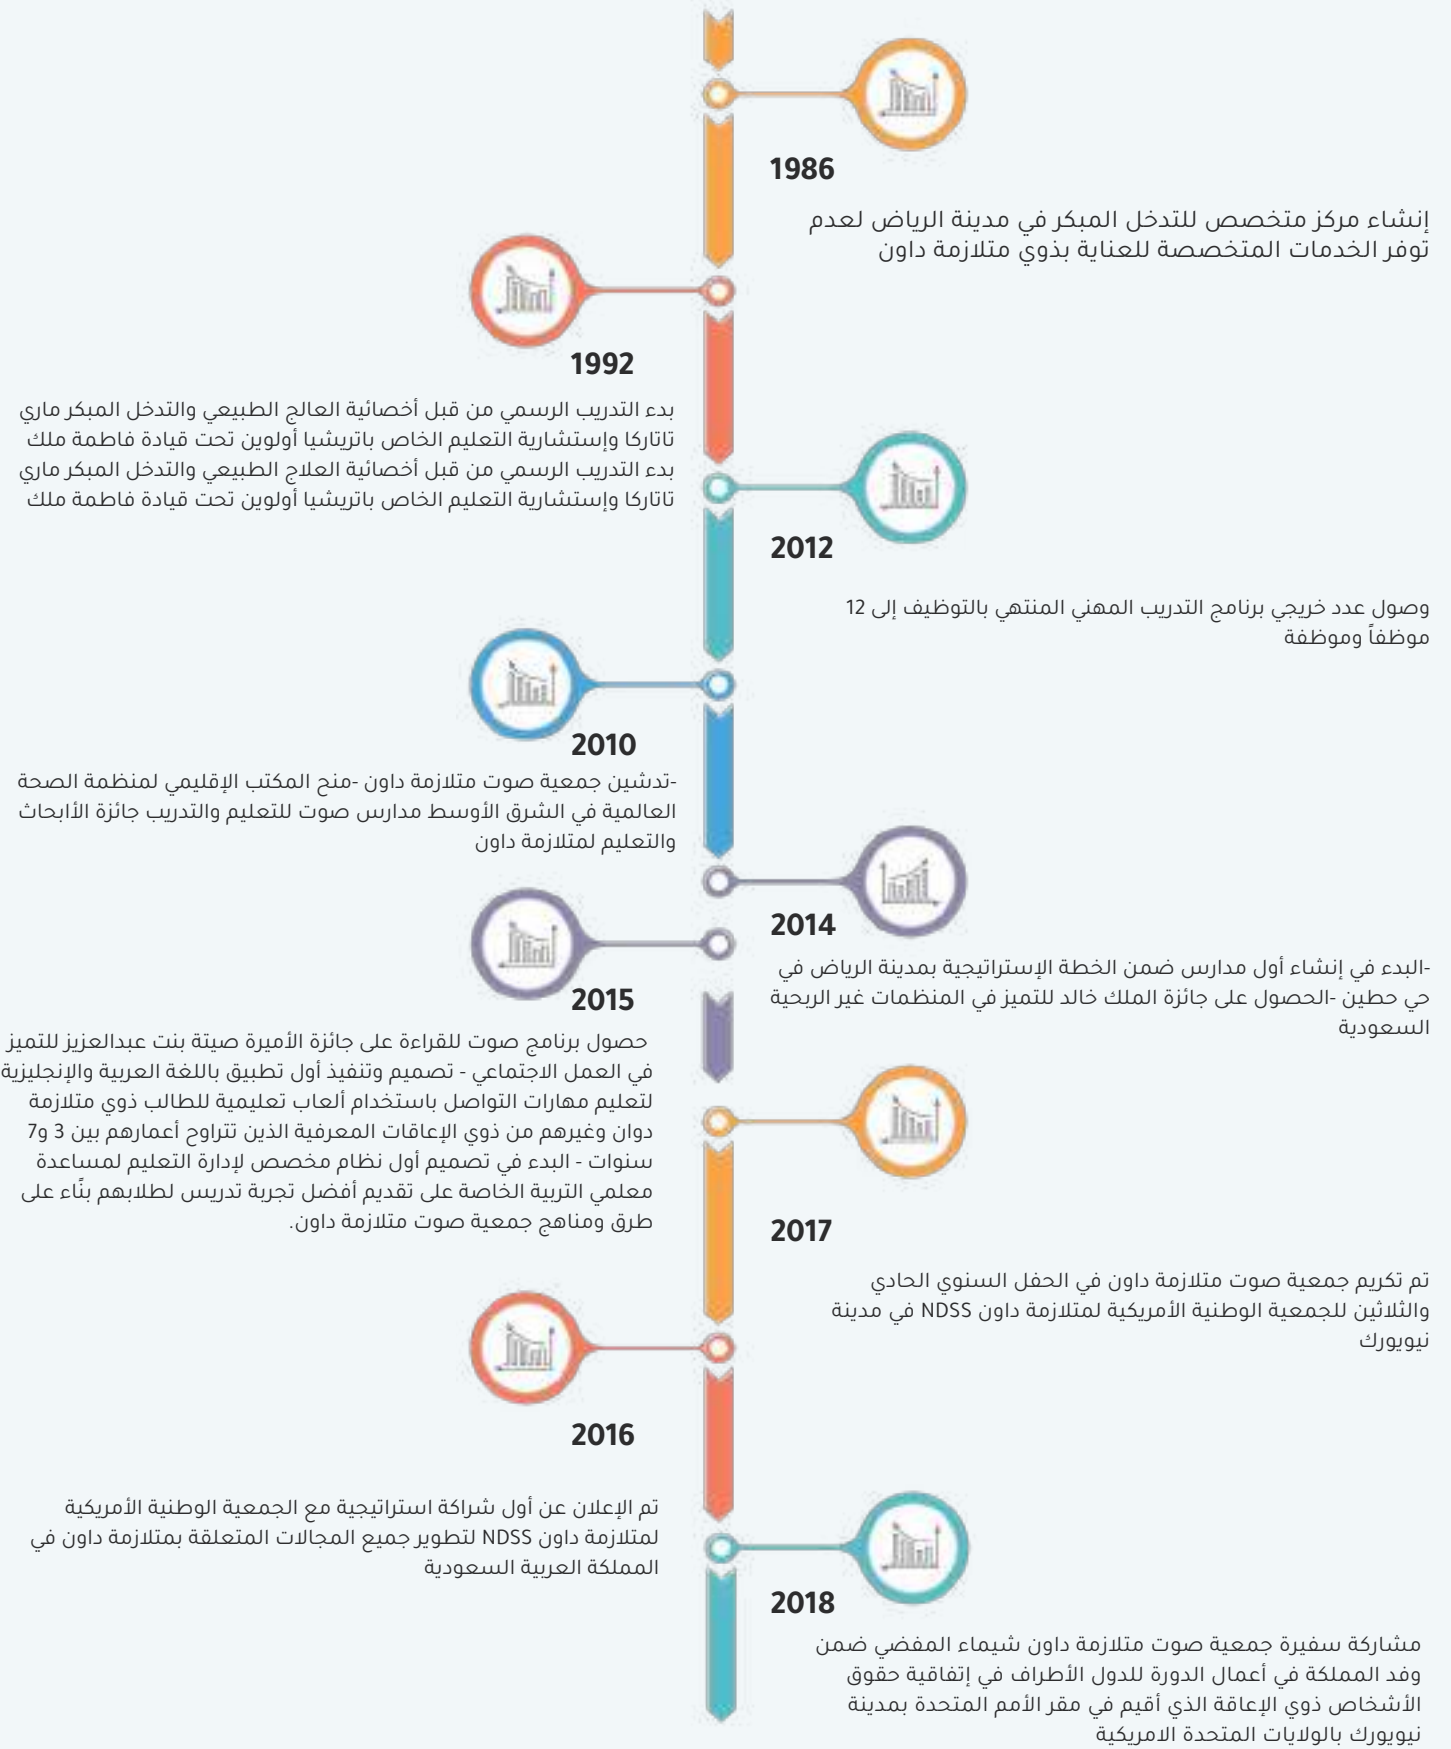 1986
إنشاء مركز متخصص للتدخل المبكر في مدينة الرياض لعدم
توفر الخدمات المتخصصة للعناية بذوي متلازمة داون
1992
بدء التدريب الرسمي من قبل أخصائية العالج الطبيعي والتدخل المبكر ماري
تاتاركا وإستشارية التعليم الخاص باتريشيا أولوين تحت قيادة فاطمة ملك
بدء التدريب الرسمي من قبل أخصائية العلاج الطبيعي والتدخل المبكر ماري
تاتاركا وإستشارية التعليم الخاص باتريشيا أولوين تحت قيادة فاطمة ملك
2012
وصول عدد خريجي برنامج التدريب المهني المنتهي بالتوظيف إلى 12
موظفاً وموظفة
2010
-تدشين جمعية صوت متلازمة داون -منح المكتب الإقليمي لمنظمة الصحة
العالمية في الشرق الأوسط مدارس صوت للتعليم والتدريب جائزة الأابحاث
والتعليم لمتلازمة داون
2014
-البدء في إنشاء أول مدارس ضمن الخطة الإستراتيجية بمدينة الرياض في
حي حطين -الحصول على جائزة الملك خالد للتميز في المنظمات غير الربحية
السعودية
2015
حصول برنامج صوت للقراءة على جائزة الأميرة صيتة بنت عبدالعزيز للتميز
في العمل الاجتماعي - تصميم وتنفيذ أول تطبيق باللغة العربية والإنجليزية
لتعليم مهارات التواصل باستخدام ألعاب تعليمية للطالب ذوي متلازمة
دوان وغيرهم من ذوي الإعاقات المعرفية الذين تتراوح أعمارهم بين 3 و7
سنوات - البدء في تصميم أول نظام مخصص لإدارة التعليم لمساعدة
معلمي التربية الخاصة على تقديم أفضل تجربة تدريس لطلابهم بنًاء على
طرق ومناهج جمعية صوت متلازمة داون.
2017
تم تكريم جمعية صوت متلازمة داون في الحفل السنوي الحادي
والثلاثين للجمعية الوطنية الأمريكية لمتلازمة داون NDSS في مدينة
نيويورك
2016
تم الإعلان عن أول شراكة استراتيجية مع الجمعية الوطنية الأمريكية
لمتلازمة داون NDSS لتطوير جميع المجالات المتعلقة بمتلازمة داون في
المملكة العربية السعودية
2018
مشاركة سفيرة جمعية صوت متلازمة داون شيماء المفضي ضمن
وفد المملكة في أعمال الدورة للدول الأطراف في إتفاقية حقوق
الأشخاص ذوي الإعاقة الذي أقيم في مقر الأمم المتحدة بمدينة
نيويورك بالولايات المتحدة الامريكية